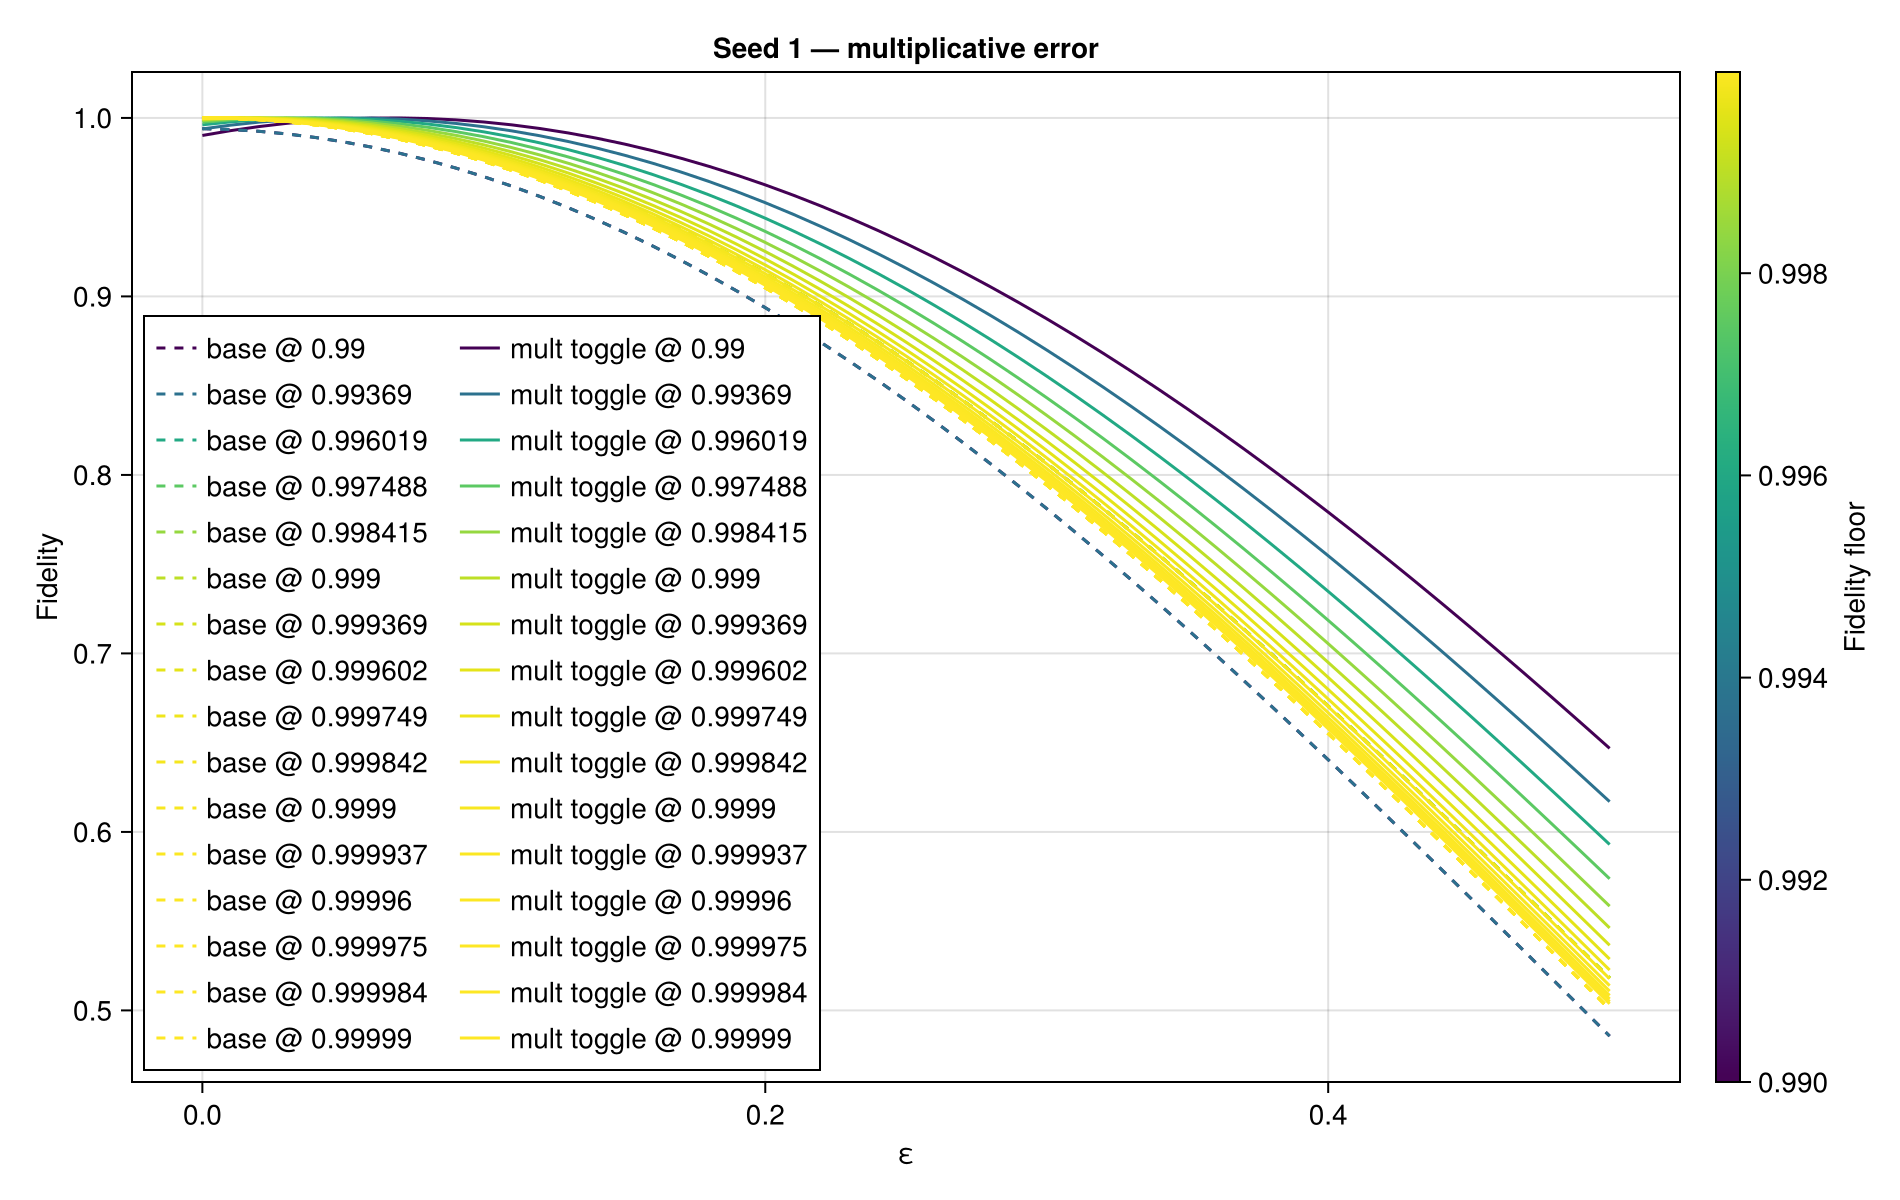 Seed 1 — multiplicative error
Fidelity
1.0
0.9
0.8
0.7
0.6
0.5
base @ 0.99
base @ 0.99369
base @ 0.996019
base @ 0.997488
base @ 0.998415
base @ 0.999
base @ 0.999369
base @ 0.999602
base @ 0.999749
base @ 0.999842
base @ 0.9999
base @ 0.999937
base @ 0.99996
base @ 0.999975
base @ 0.999984
base @ 0.99999
mult toggle @ 0.99
mult toggle @ 0.99369
mult toggle @ 0.996019
mult toggle @ 0.997488
mult toggle @ 0.998415
mult toggle @ 0.999
mult toggle @ 0.999369
mult toggle @ 0.999602
mult toggle @ 0.999749
mult toggle @ 0.999842
mult toggle @ 0.9999
mult toggle @ 0.999937
mult toggle @ 0.99996
mult toggle @ 0.999975
mult toggle @ 0.999984
mult toggle @ 0.99999
0.0
0.2
0.4
ε
0.998
0.996
0.994
0.992
0.990
Fidelity floor